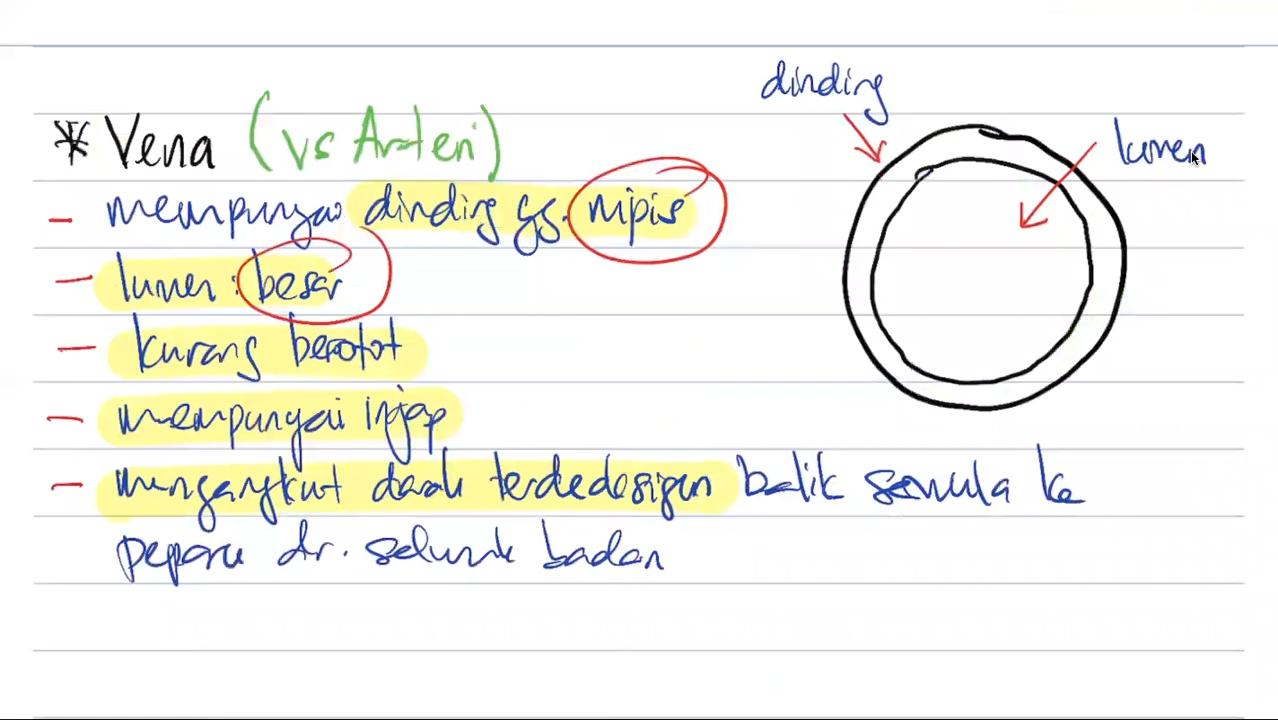 * Vena (vs Arteri)
- mempunyai dinding yg. nipis
- lumen : besar
- kurang berotot
- mempunyai injap
- mengangkut darah terdedoksigen balik semula ke
peparu dr. seluruh badan
dinding
lumen